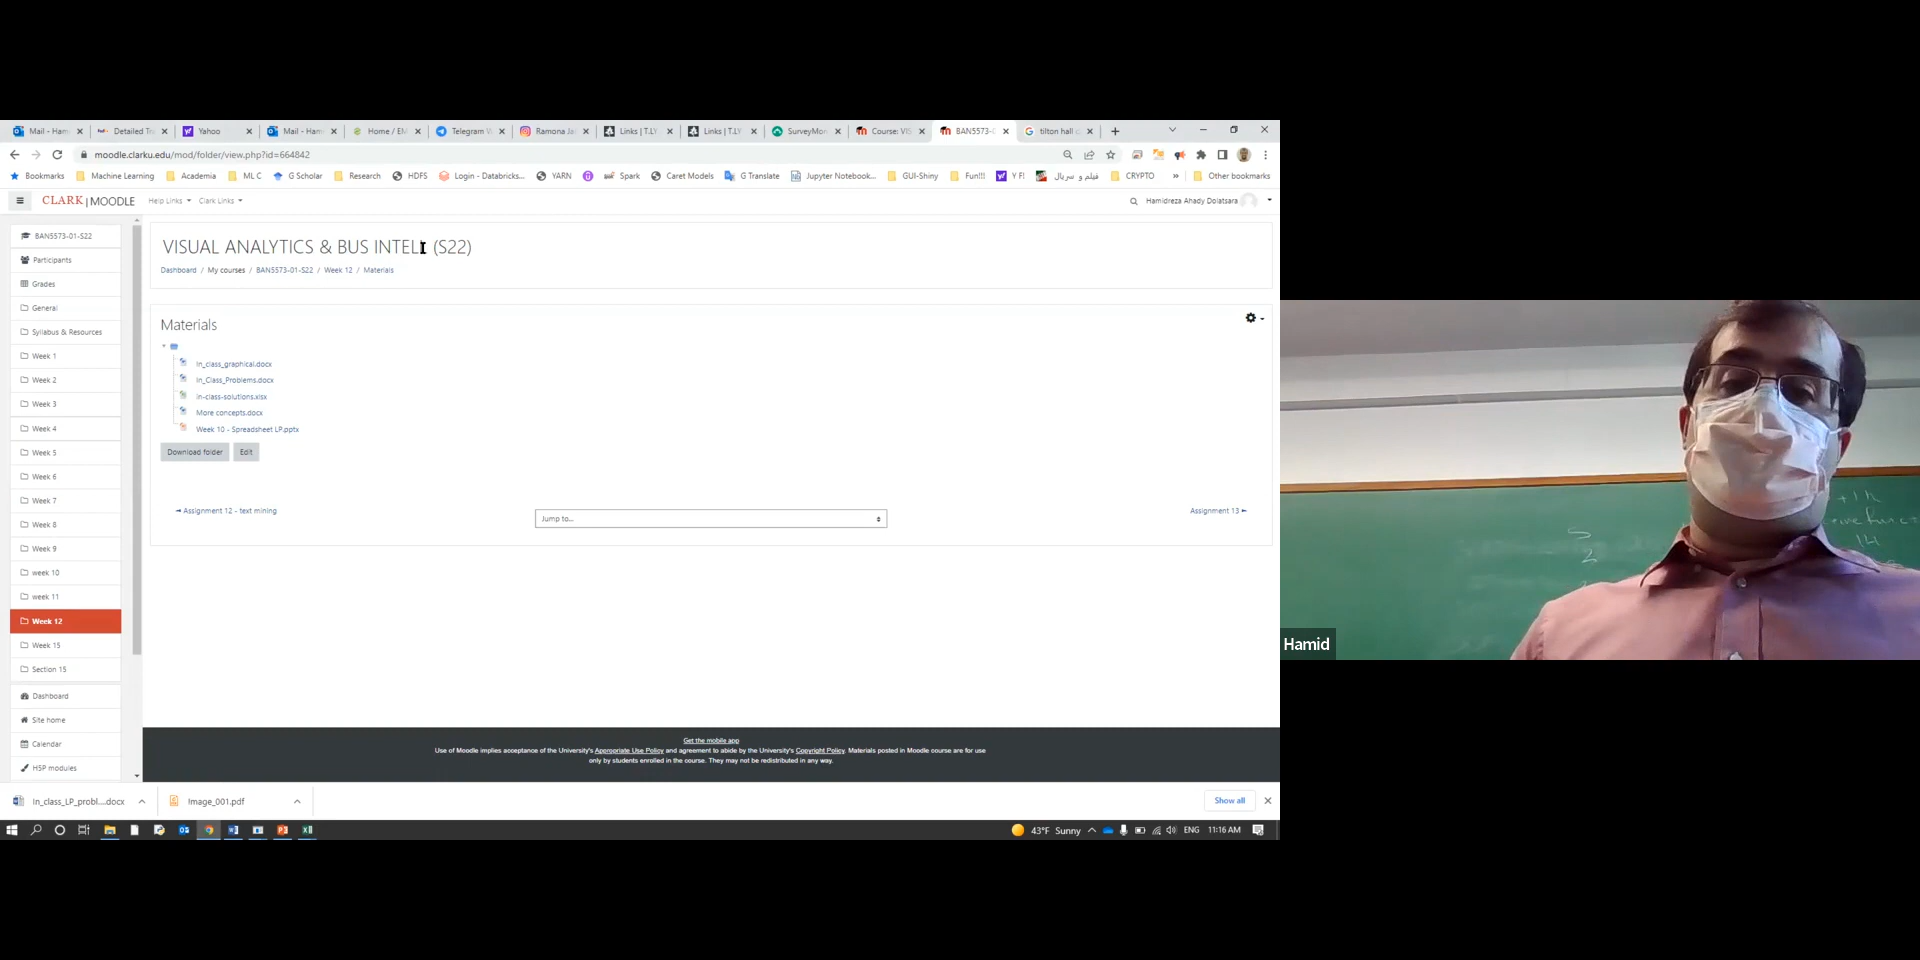 Mail - Ham
Detailed Tr
Yahoo
Mail - Ham
Home / EM
Telegram W
Ramona Ja
Links | T.LY
Links | T.LY
SurveyMon
Course: VIS
BAN5573-0
tilton hall c
moodle.clarku.edu/mod/folder/view.php?id=664842
Bookmarks
Machine Learning
Academia
ML C
G Scholar
Research
HDFS
Login - Databricks...
YARN
Spark
Caret Models
G Translate
Jupyter Notebook...
GUI-Shiny
Fun!!!
Y F!
فیلم و سریال
CRYPTO
»
Other bookmarks
CLARK | MOODLE
Help Links
Clark Links
Hamidreza Ahady Dolatsara
BAN5573-01-S22
Participants
Grades
General
Syllabus & Resources
Week 1
Week 2
Week 3
Week 4
Week 5
Week 6
Week 7
Week 8
Week 9
week 10
week 11
Week 12
Week 15
Section 15
Dashboard
Site home
Calendar
H5P modules
VISUAL ANALYTICS & BUS INTELL (S22)
Dashboard / My courses / BAN5573-01-S22 / Week 12 / Materials
Materials
In_class_graphical.docx
In_Class_Problems.docx
in-class-solutions.xlsx
More concepts.docx
Week 10 - Spreadsheet LP.pptx
Download folder
Edit
◄ Assignment 12 - text mining
Jump to...
Assignment 13 ►
Get the mobile app
Use of Moodle implies acceptance of the University's Appropriate Use Policy and agreement to abide by the University's Copyright Policy. Materials posted in Moodle course are for use
only by students enrolled in the course. They may not be redistributed in any way.
In_class_LP_probl....docx
Image_001.pdf
Show all
43°F Sunny
ENG
11:16 AM
Hamid